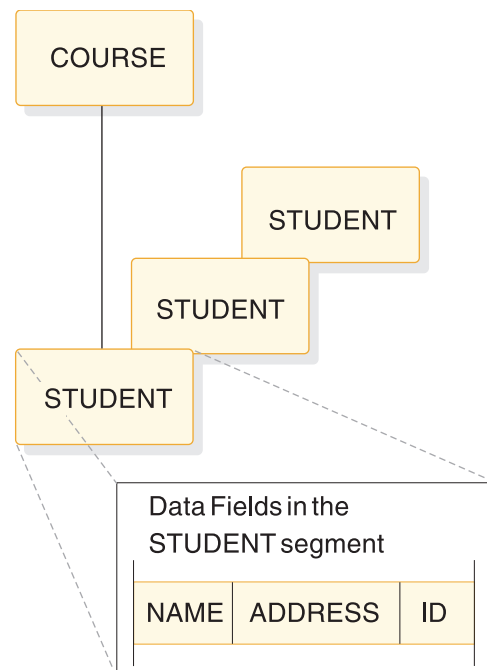 COURSE
STUDENT
STUDENT
STUDENT
Data Fields in the
STUDENT segment
NAME ADDRESS ID